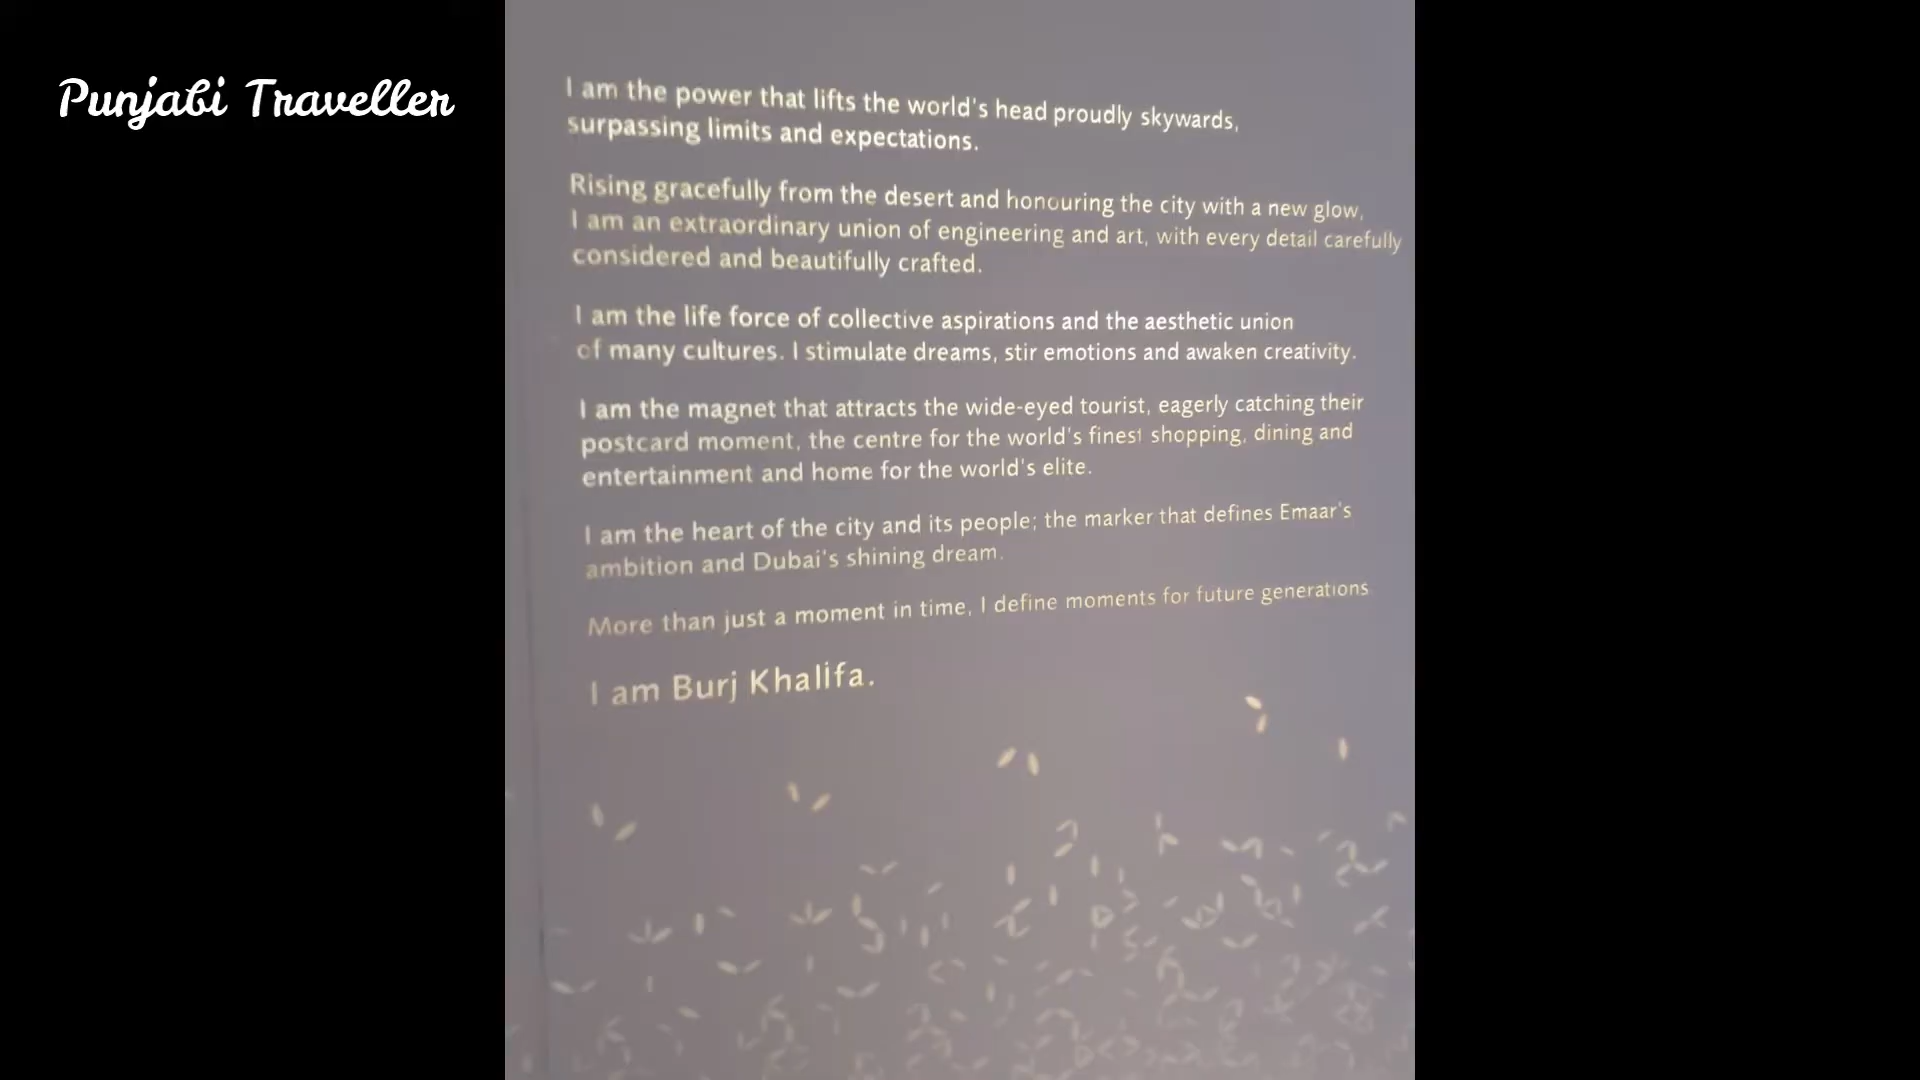 Punjabi Traveller
I am the power that lifts the world's head proudly skywards,
surpassing limits and expectations.
Rising gracefully from the desert and honouring the city with a new glow,
I am an extraordinary union of engineering and art, with every detail carefully
considered and beautifully crafted.
I am the life force of collective aspirations and the aesthetic union
of many cultures. I stimulate dreams, stir emotions and awaken creativity.
I am the magnet that attracts the wide-eyed tourist, eagerly catching their
postcard moment, the centre for the world's finest shopping, dining and
entertainment and home for the world's elite.
I am the heart of the city and its people; the marker that defines Emaar's
ambition and Dubai's shining dream.
More than just a moment in time, I define moments for future generations
I am Burj Khalifa.